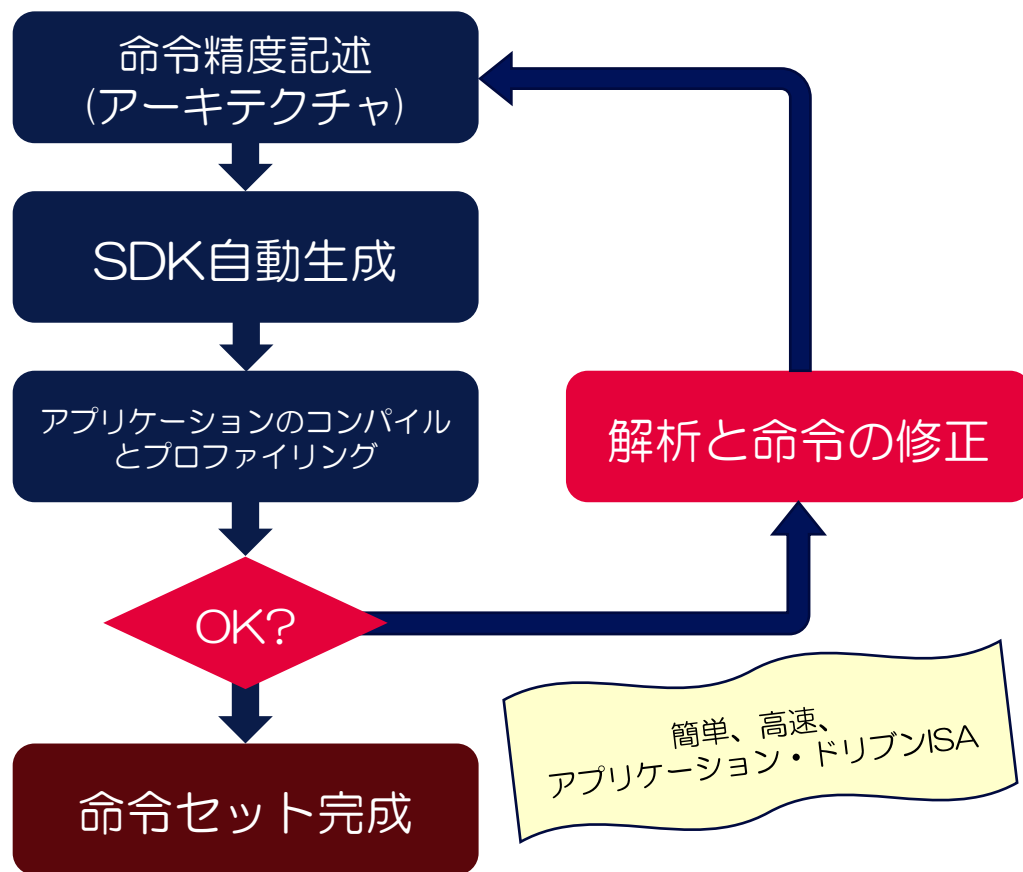 命令精度記述
(アーキテクチャ)
SDK自動生成
アプリケーションのコンパイル
とプロファイリング
解析と命令の修正
OK?
簡単、高速、
アプリケーション・ドリブンISA
命令セット完成